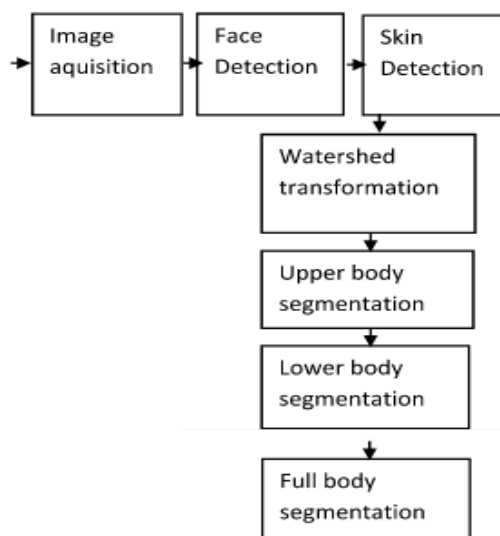 Image
aquisition
Face
Detection
Skin
Detection
Watershed
transformation
Upper body
segmentation
Lower body
segmentation
Full body
segmentation